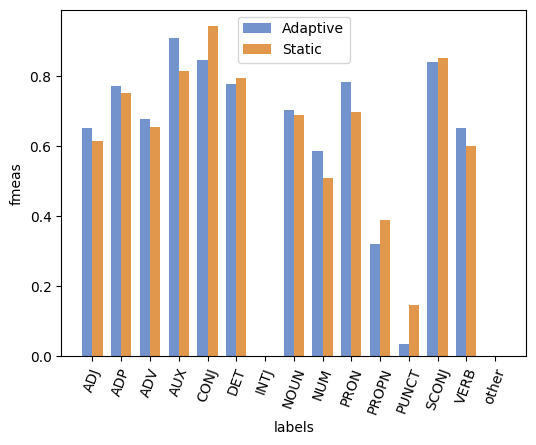 Adaptive
Static
fmeas
0.8
0.6
0.4
0.2
0.0
ADJ
ADP
ADV
AUX
CONJ
DET
INTJ
NOUN
NUM
PRON
PROPN
PUNCT
SCONJ
VERB
other
labels